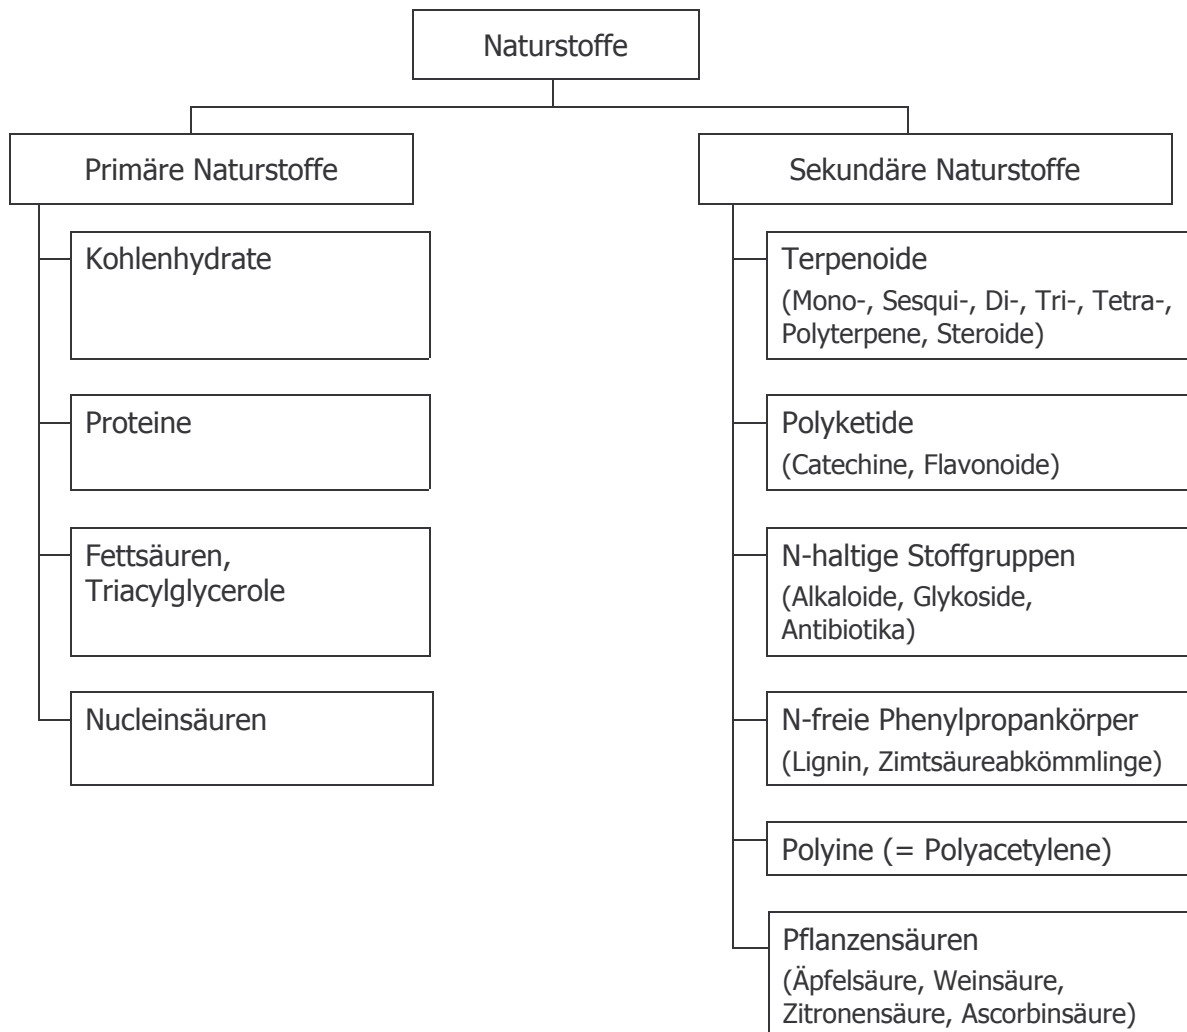 Naturstoffe
Primäre Naturstoffe
Kohlenhydrate
Proteine
Fettsäuren,
Triacylglycerole
Nucleinsäuren
Sekundäre Naturstoffe
Terpenoide
(Mono-, Sesqui-, Di-, Tri-, Tetra-,
Polyterpene, Steroide)
Polyketide
(Catechine, Flavonoide)
N-haltige Stoffgruppen
(Alkaloide, Glykoside,
Antibiotika)
N-freie Phenylpropankörper
(Lignin, Zimtsäureabkömmlinge)
Polyine (= Polyacetylene)
Pflanzensäuren
(Äpfelsäure, Weinsäure,
Zitronensäure, Ascorbinsäure)